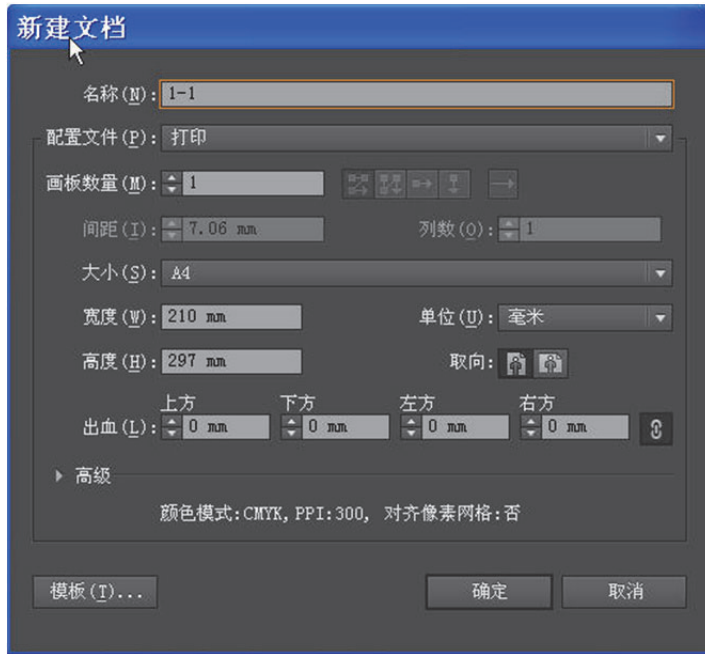 新建文档
名称(N): 1-1
配置文件(P): 打印
画板数量(M): 1
间距(I): 7.06 mm 列数(O): 1
大小(S): A4
宽度(W): 210 mm 单位(U): 毫米
高度(H): 297 mm 取向:
上方 下方 左方 右方
出血(L): 0 mm 0 mm 0 mm 0 mm
高级
颜色模式:CMYK, PPI:300, 对齐像素网格:否
模板(T)... 确定 取消